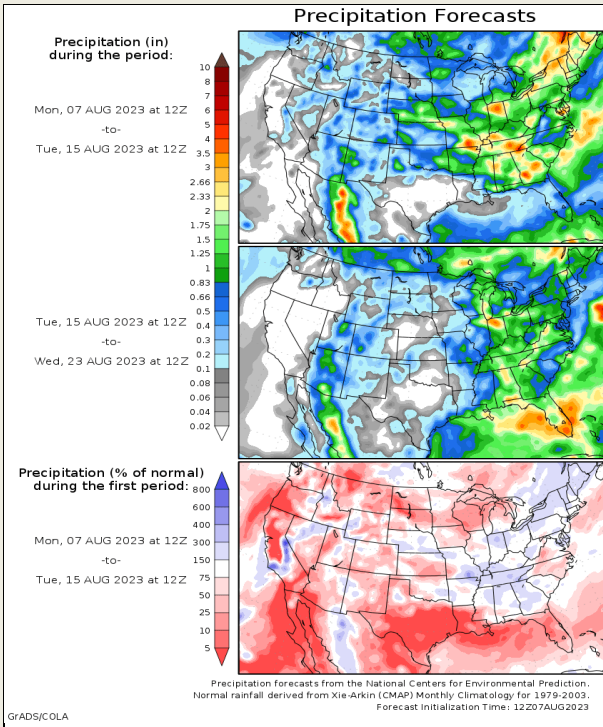 Precipitation Forecasts
Precipitation (in)
during the period:
Mon, 07 AUG 2023 at 12Z
-to-
Tue, 15 AUG 2023 at 12Z
10
8
7
6
5
4
3.5
3
2.66
2.33
2
1.75
1.5
1.25
1
0.83
0.66
0.5
0.4
0.3
0.2
0.1
0.08
0.06
0.04
0.02
Tue, 15 AUG 2023 at 12Z
-to-
Wed, 23 AUG 2023 at 12Z
Precipitation (% of normal)
during the first period:
Mon, 07 AUG 2023 at 12Z
-to-
Tue, 15 AUG 2023 at 12Z
800
600
400
300
150
75
50
25
10
5
Precipitation forecasts from the National Centers for Environmental Prediction.
Normal rainfall derived from Xie-Arkin (CMAP) Monthly Climatology for 1979-2003.
Forecast Initialization Time: 12Z07AUG2023
GrADS/COLA